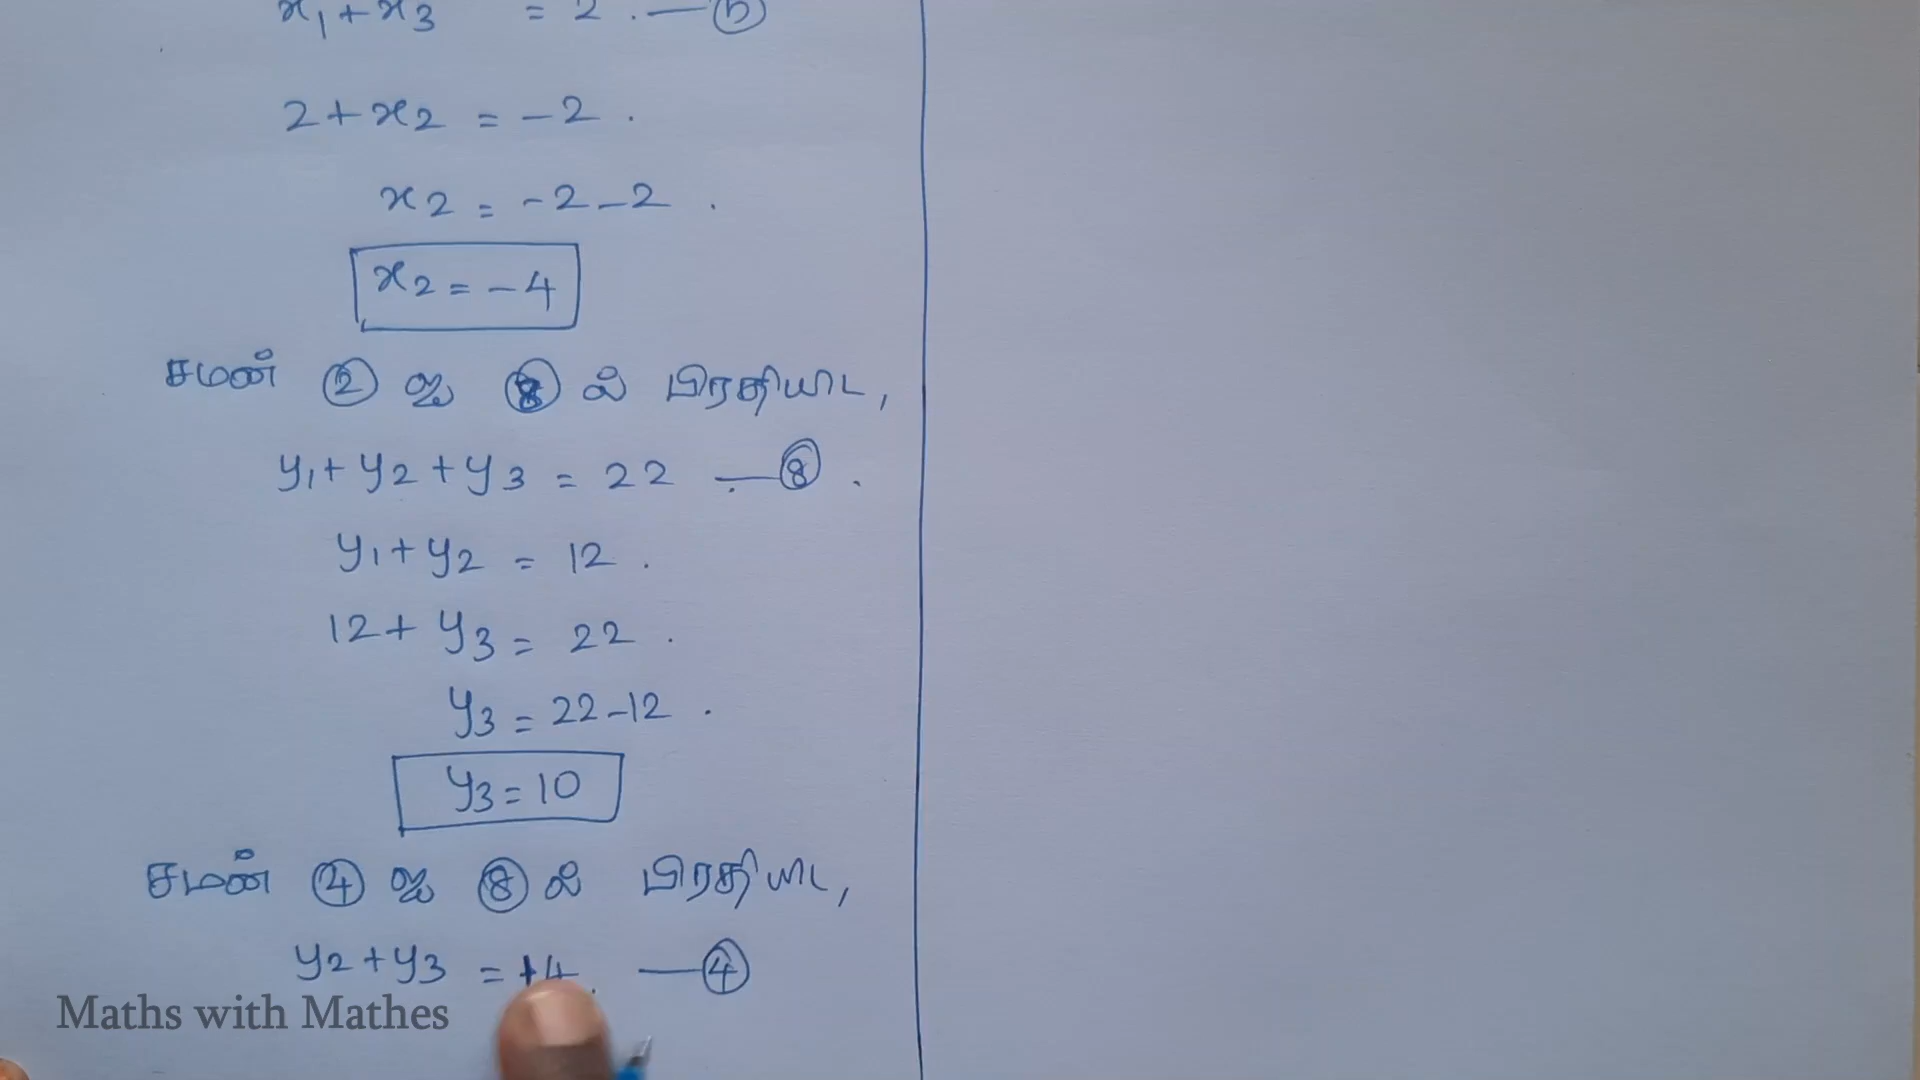 x1 + x3 = 2 . — ⑤
2 + x2 = -2 .
x2 = -2 - 2 .
x2 = -4
சமன் ② ஐ ⑧ ல் பிரதியிட,
y1 + y2 + y3 = 22 — ⑧ .
y1 + y2 = 12 .
12 + y3 = 22 .
y3 = 22 - 12 .
y3 = 10
சமன் ④ ஐ ⑧ ல் பிரதியிட,
y2 + y3 = 14 . — ④
Maths with Mathes